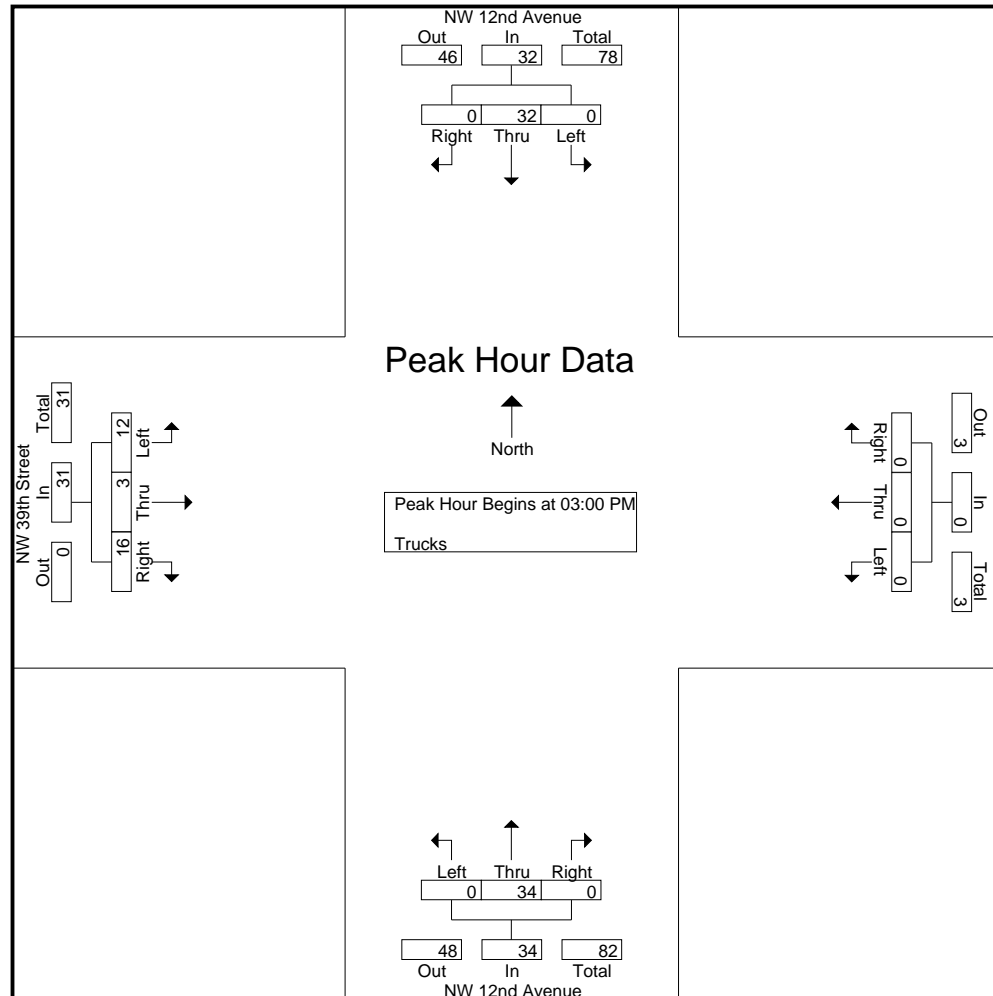 NW 12nd Avenue
Out In Total
46 32 78
0 32 0
Right Thru Left
Peak Hour Data
North
Peak Hour Begins at 03:00 PM
Trucks
NW 39th Street
Out In Total
0 31 31
16 3 12
Right Thru Left
Right Thru Left
0 0 0
Out In Total
3 0 3
Left Thru Right
0 34 0
48 34 82
Out In Total
NW 12nd Avenue